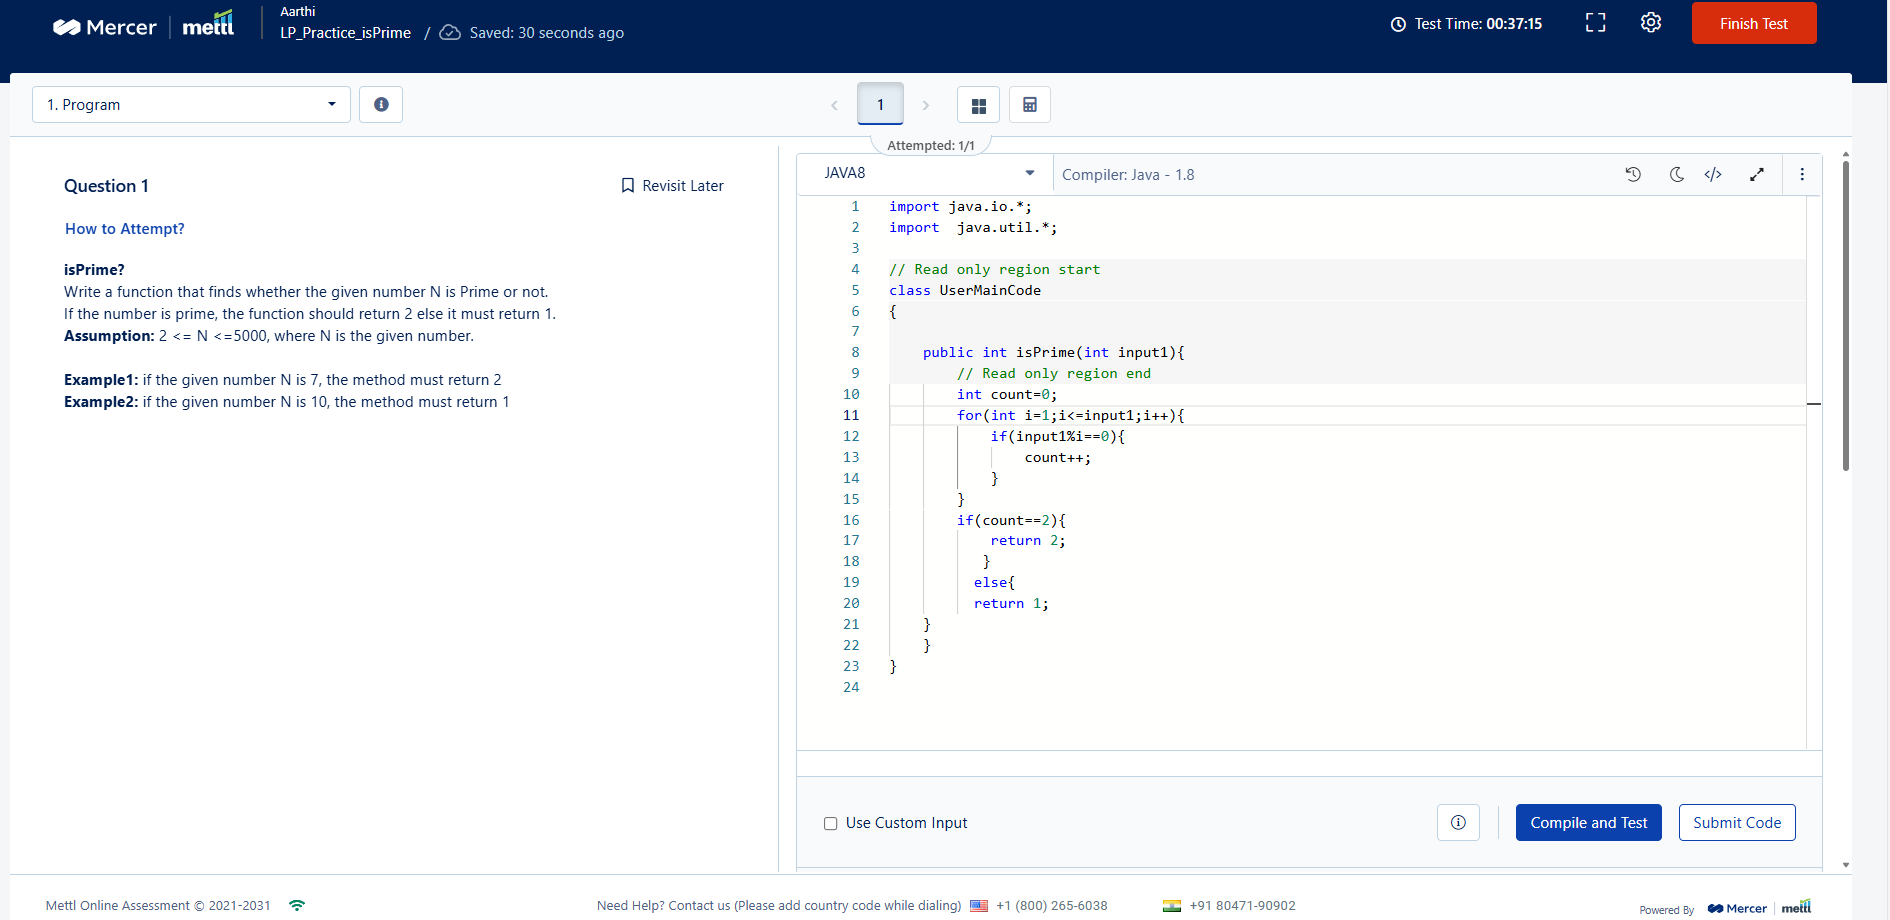 Mercer | mettl
Aarthi
LP_Practice_isPrime / Saved: 30 seconds ago
Test Time: 00:37:15
Finish Test
1. Program
1
Attempted: 1/1
Question 1
Revisit Later
How to Attempt?
isPrime?
Write a function that finds whether the given number N is Prime or not.
If the number is prime, the function should return 2 else it must return 1.
Assumption: 2 <= N <=5000, where N is the given number.
Example1: if the given number N is 7, the method must return 2
Example2: if the given number N is 10, the method must return 1
JAVA8
Compiler: Java - 1.8
1 import java.io.*;
2 import  java.util.*;
3
4 // Read only region start
5 class UserMainCode
6 {
7
8     public int isPrime(int input1){
9         // Read only region end
10         int count=0;
11         for(int i=1;i<=input1;i++){
12             if(input1%i==0){
13                 count++;
14             }
15         }
16         if(count==2){
17             return 2;
18            }
19           else{
20           return 1;
21     }
22     }
23 }
24
Use Custom Input
Compile and Test
Submit Code
Mettl Online Assessment © 2021-2031
Need Help? Contact us (Please add country code while dialing) +1 (800) 265-6038
+91 80471-90902
Powered By Mercer | mettl